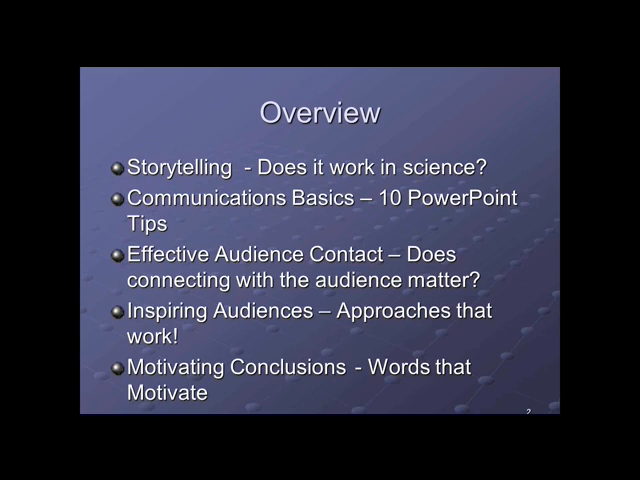 Overview
Storytelling - Does it work in science?
Communications Basics – 10 PowerPoint
Tips
Effective Audience Contact – Does
connecting with the audience matter?
Inspiring Audiences – Approaches that
work!
Motivating Conclusions - Words that
Motivate
2